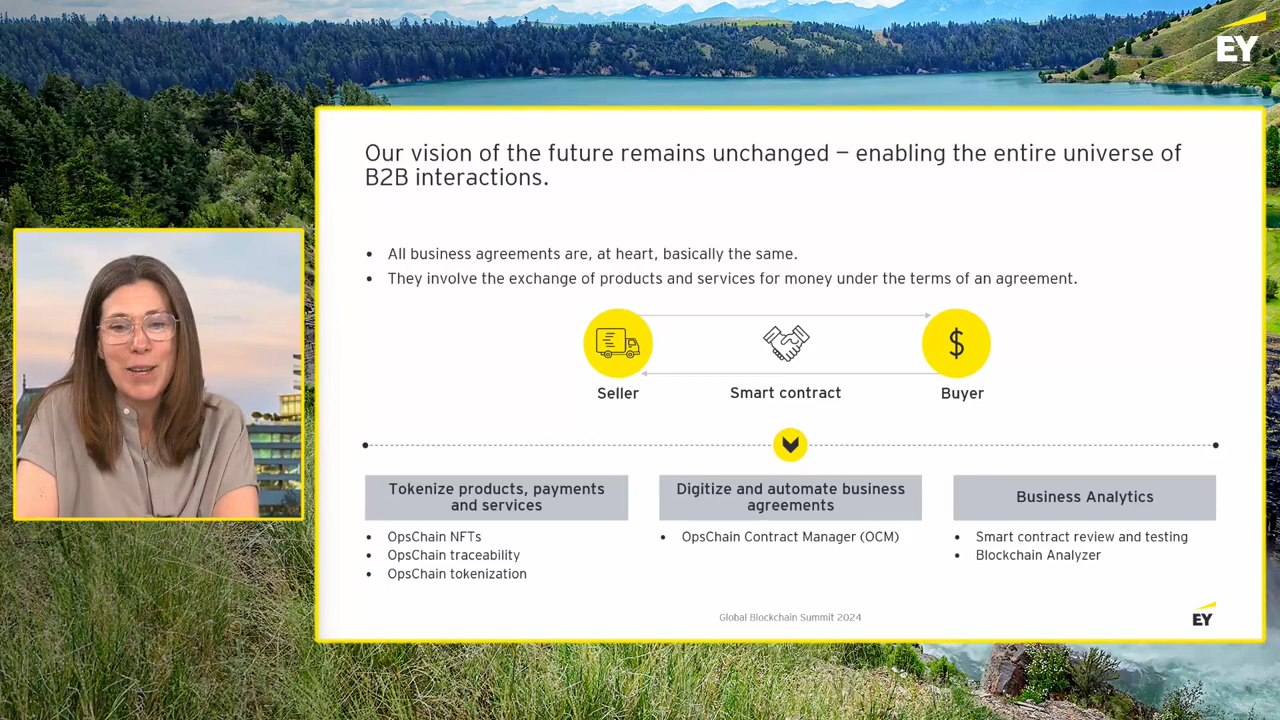 EY
Our vision of the future remains unchanged – enabling the entire universe of
B2B interactions.
• All business agreements are, at heart, basically the same.
• They involve the exchange of products and services for money under the terms of an agreement.
$
Seller
Smart contract
Buyer
Tokenize products, payments
and services
• OpsChain NFTs
• OpsChain traceability
• OpsChain tokenization
Digitize and automate business
agreements
• OpsChain Contract Manager (OCM)
Business Analytics
• Smart contract review and testing
• Blockchain Analyzer
Global Blockchain Summit 2024
EY